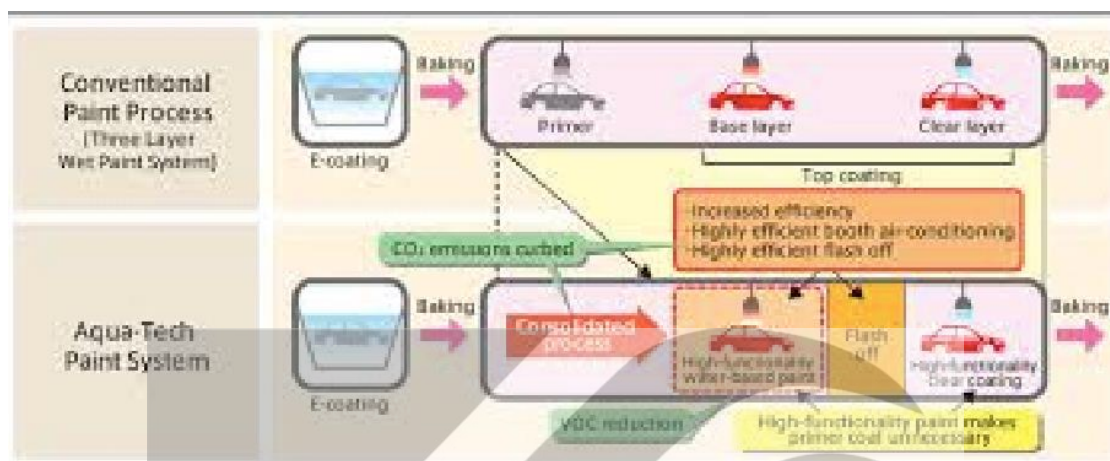 Conventional
Paint Process
(Three Layer
Wet Paint System)
E-coating
Baking
Primer
Base layer
Clear layer
Top coating
Baking
-Increased efficiency
-Highly efficient booth air-conditioning
-Highly efficient flash off
CO₂ emissions curbed
Aqua-Tech
Paint System
E-coating
Baking
Consolidated
process
High-functionality
water-based paint
Flash
off
High-functionality
clear coating
Baking
VOC reduction
High-functionality paint makes
primer coat unnecessary